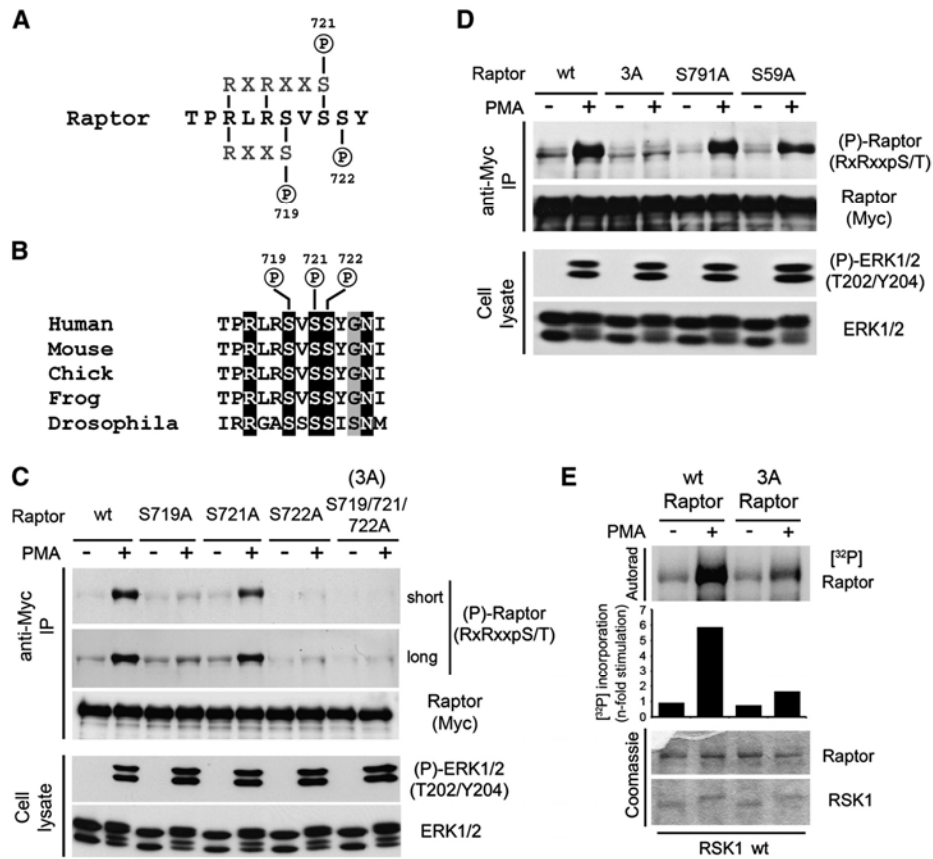 A
721
P
R X R X X S
Raptor T P R L R S V S S Y
R X X S
P
P
722
719
B
719 721 722
P P P
Human TPRLRSVSSYGNI
Mouse TPRLRSVSSYGNI
Chick TPRLRSVSSYGNI
Frog TPRLRSVSSYGNI
Drosophila IRRGASSSSISNM
C
(3A)
Raptor wt S719A S721A S722A S719/721/
722A
PMA - + - + - + - + - +
anti-Myc
IP
short
(P)-Raptor
(RxRxxpS/T)
long
Raptor
(Myc)
Cell
lysate
(P)-ERK1/2
(T202/Y204)
ERK1/2
D
Raptor wt 3A S791A S59A
PMA - + - + - + - +
anti-Myc
IP
(P)-Raptor
(RxRxxpS/T)
Raptor
(Myc)
Cell
lysate
(P)-ERK1/2
(T202/Y204)
ERK1/2
E
wt 3A
Raptor Raptor
PMA - + - +
Autorad
[³²P]
Raptor
[³²P] incorporation
(n-fold stimulation)
7
6
5
4
3
2
1
0
Coomassie
Raptor
RSK1
RSK1 wt